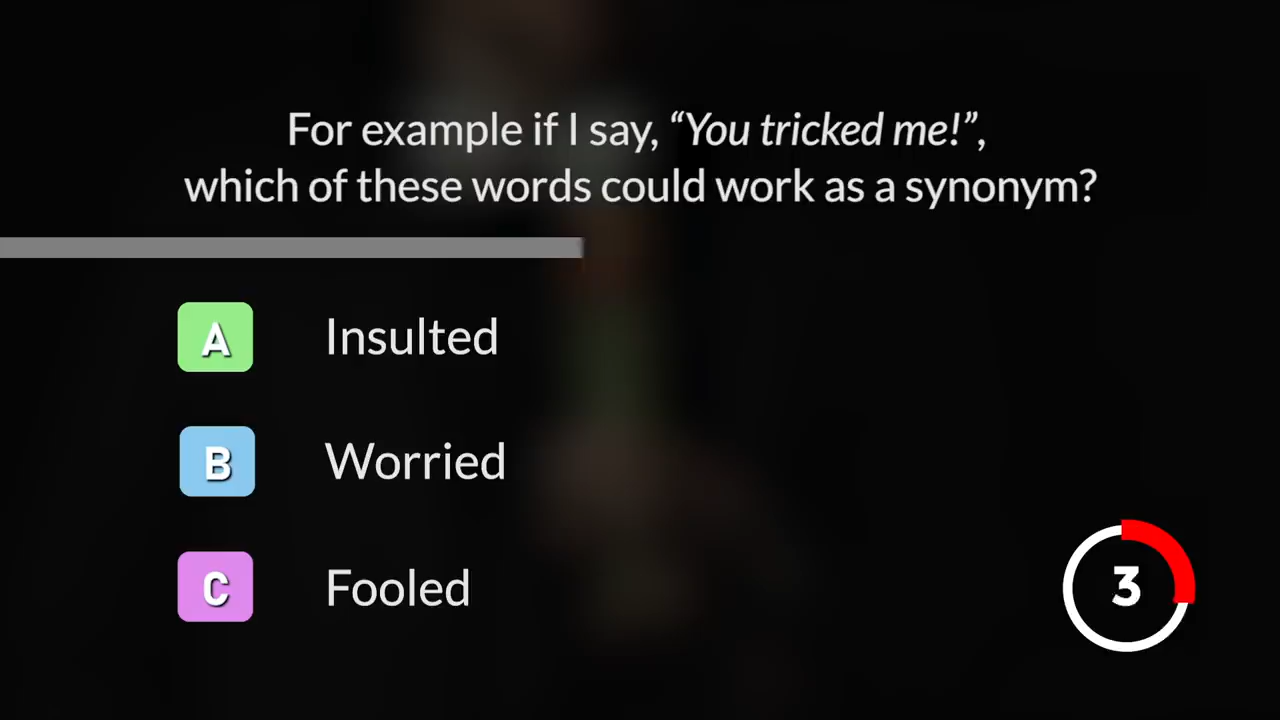 For example if I say, “You tricked me!”,
which of these words could work as a synonym?
A Insulted
B Worried
C Fooled
3